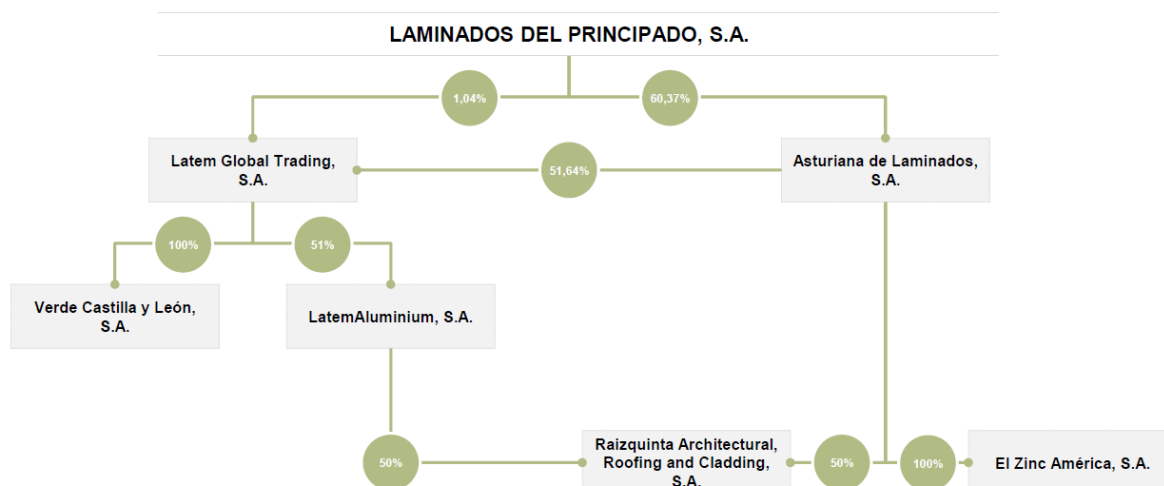 LAMINADOS DEL PRINCIPADO, S.A.
1,04%
60,37%
Latem Global Trading,
S.A.
51,64%
Asturiana de Laminados,
S.A.
100%
51%
Verde Castilla y León,
S.A.
LatemAluminium, S.A.
50%
Raizquinta Architectural,
Roofing and Cladding,
S.A.
50%
100%
El Zinc América, S.A.